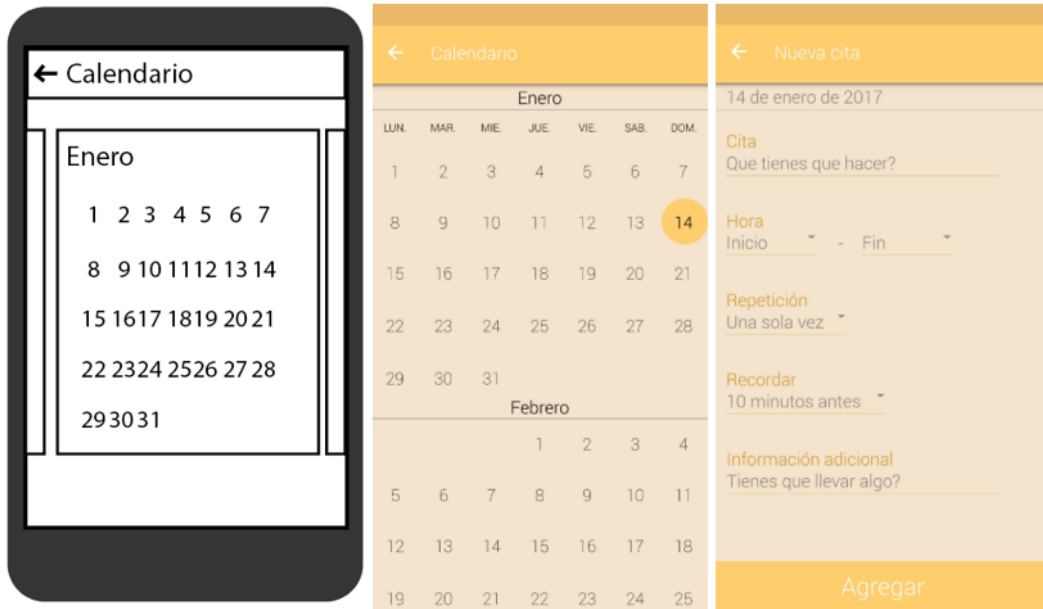 ← Calendario
Enero
1 2 3 4 5 6 7
8 9 10 11 12 13 14
15 16 17 18 19 20 21
22 23 24 25 26 27 28
29 30 31
← Calendario
Enero
LUN. MAR. MIE. JUE. VIE. SAB. DOM.
1 2 3 4 5 6 7
8 9 10 11 12 13 14
15 16 17 18 19 20 21
22 23 24 25 26 27 28
29 30 31
Febrero
1 2 3 4
5 6 7 8 9 10 11
12 13 14 15 16 17 18
19 20 21 22 23 24 25
← Nueva cita
14 de enero de 2017
Cita
Que tienes que hacer?
Hora
Inicio - Fin
Repetición
Una sola vez
Recordar
10 minutos antes
Información adicional
Tienes que llevar algo?
Agregar